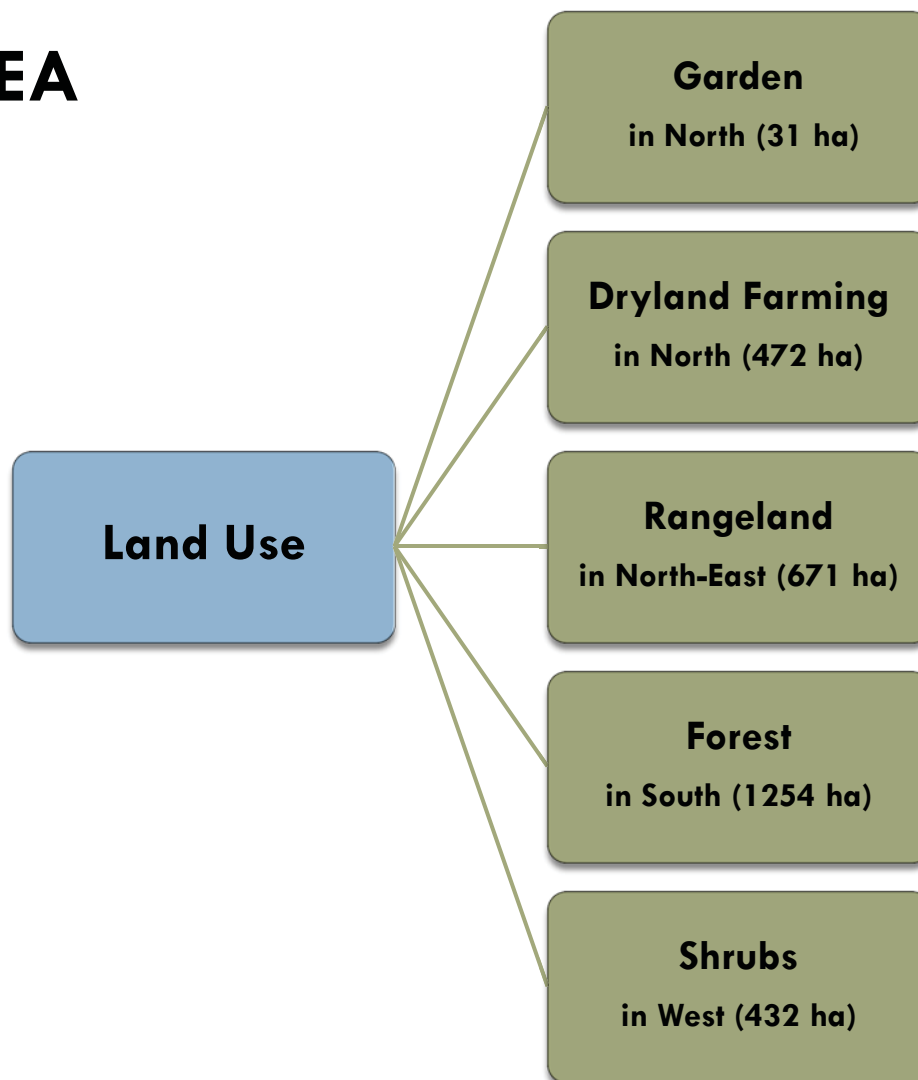 EA
Garden
in North (31 ha)
Dryland Farming
in North (472 ha)
Land Use
Rangeland
in North-East (671 ha)
Forest
in South (1254 ha)
Shrubs
in West (432 ha)